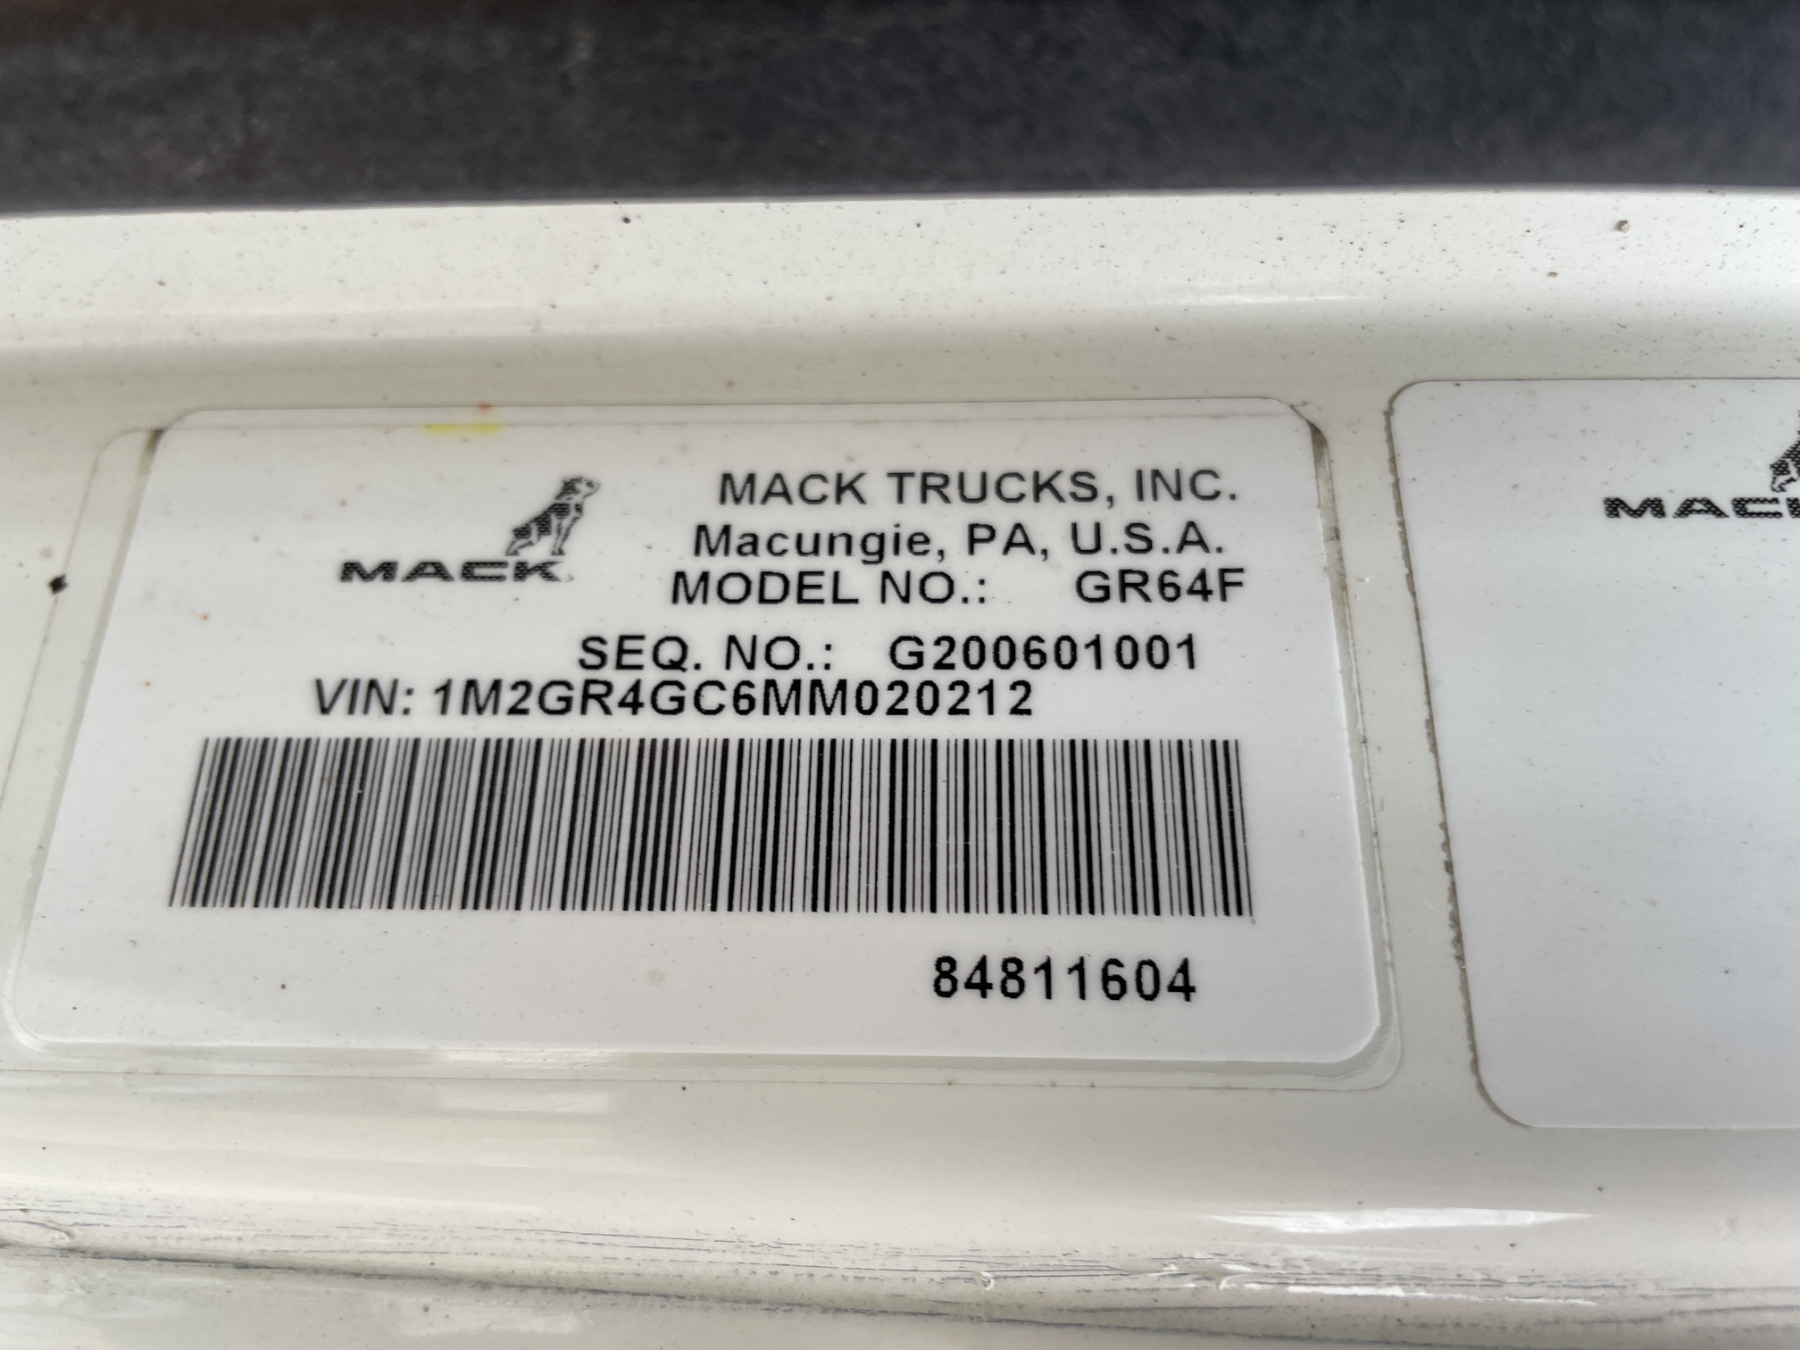 MACK
MACK TRUCKS, INC.
Macungie, PA, U.S.A.
MODEL NO.: GR64F
SEQ. NO.: G200601001
VIN: 1M2GR4GC6MM020212
84811604